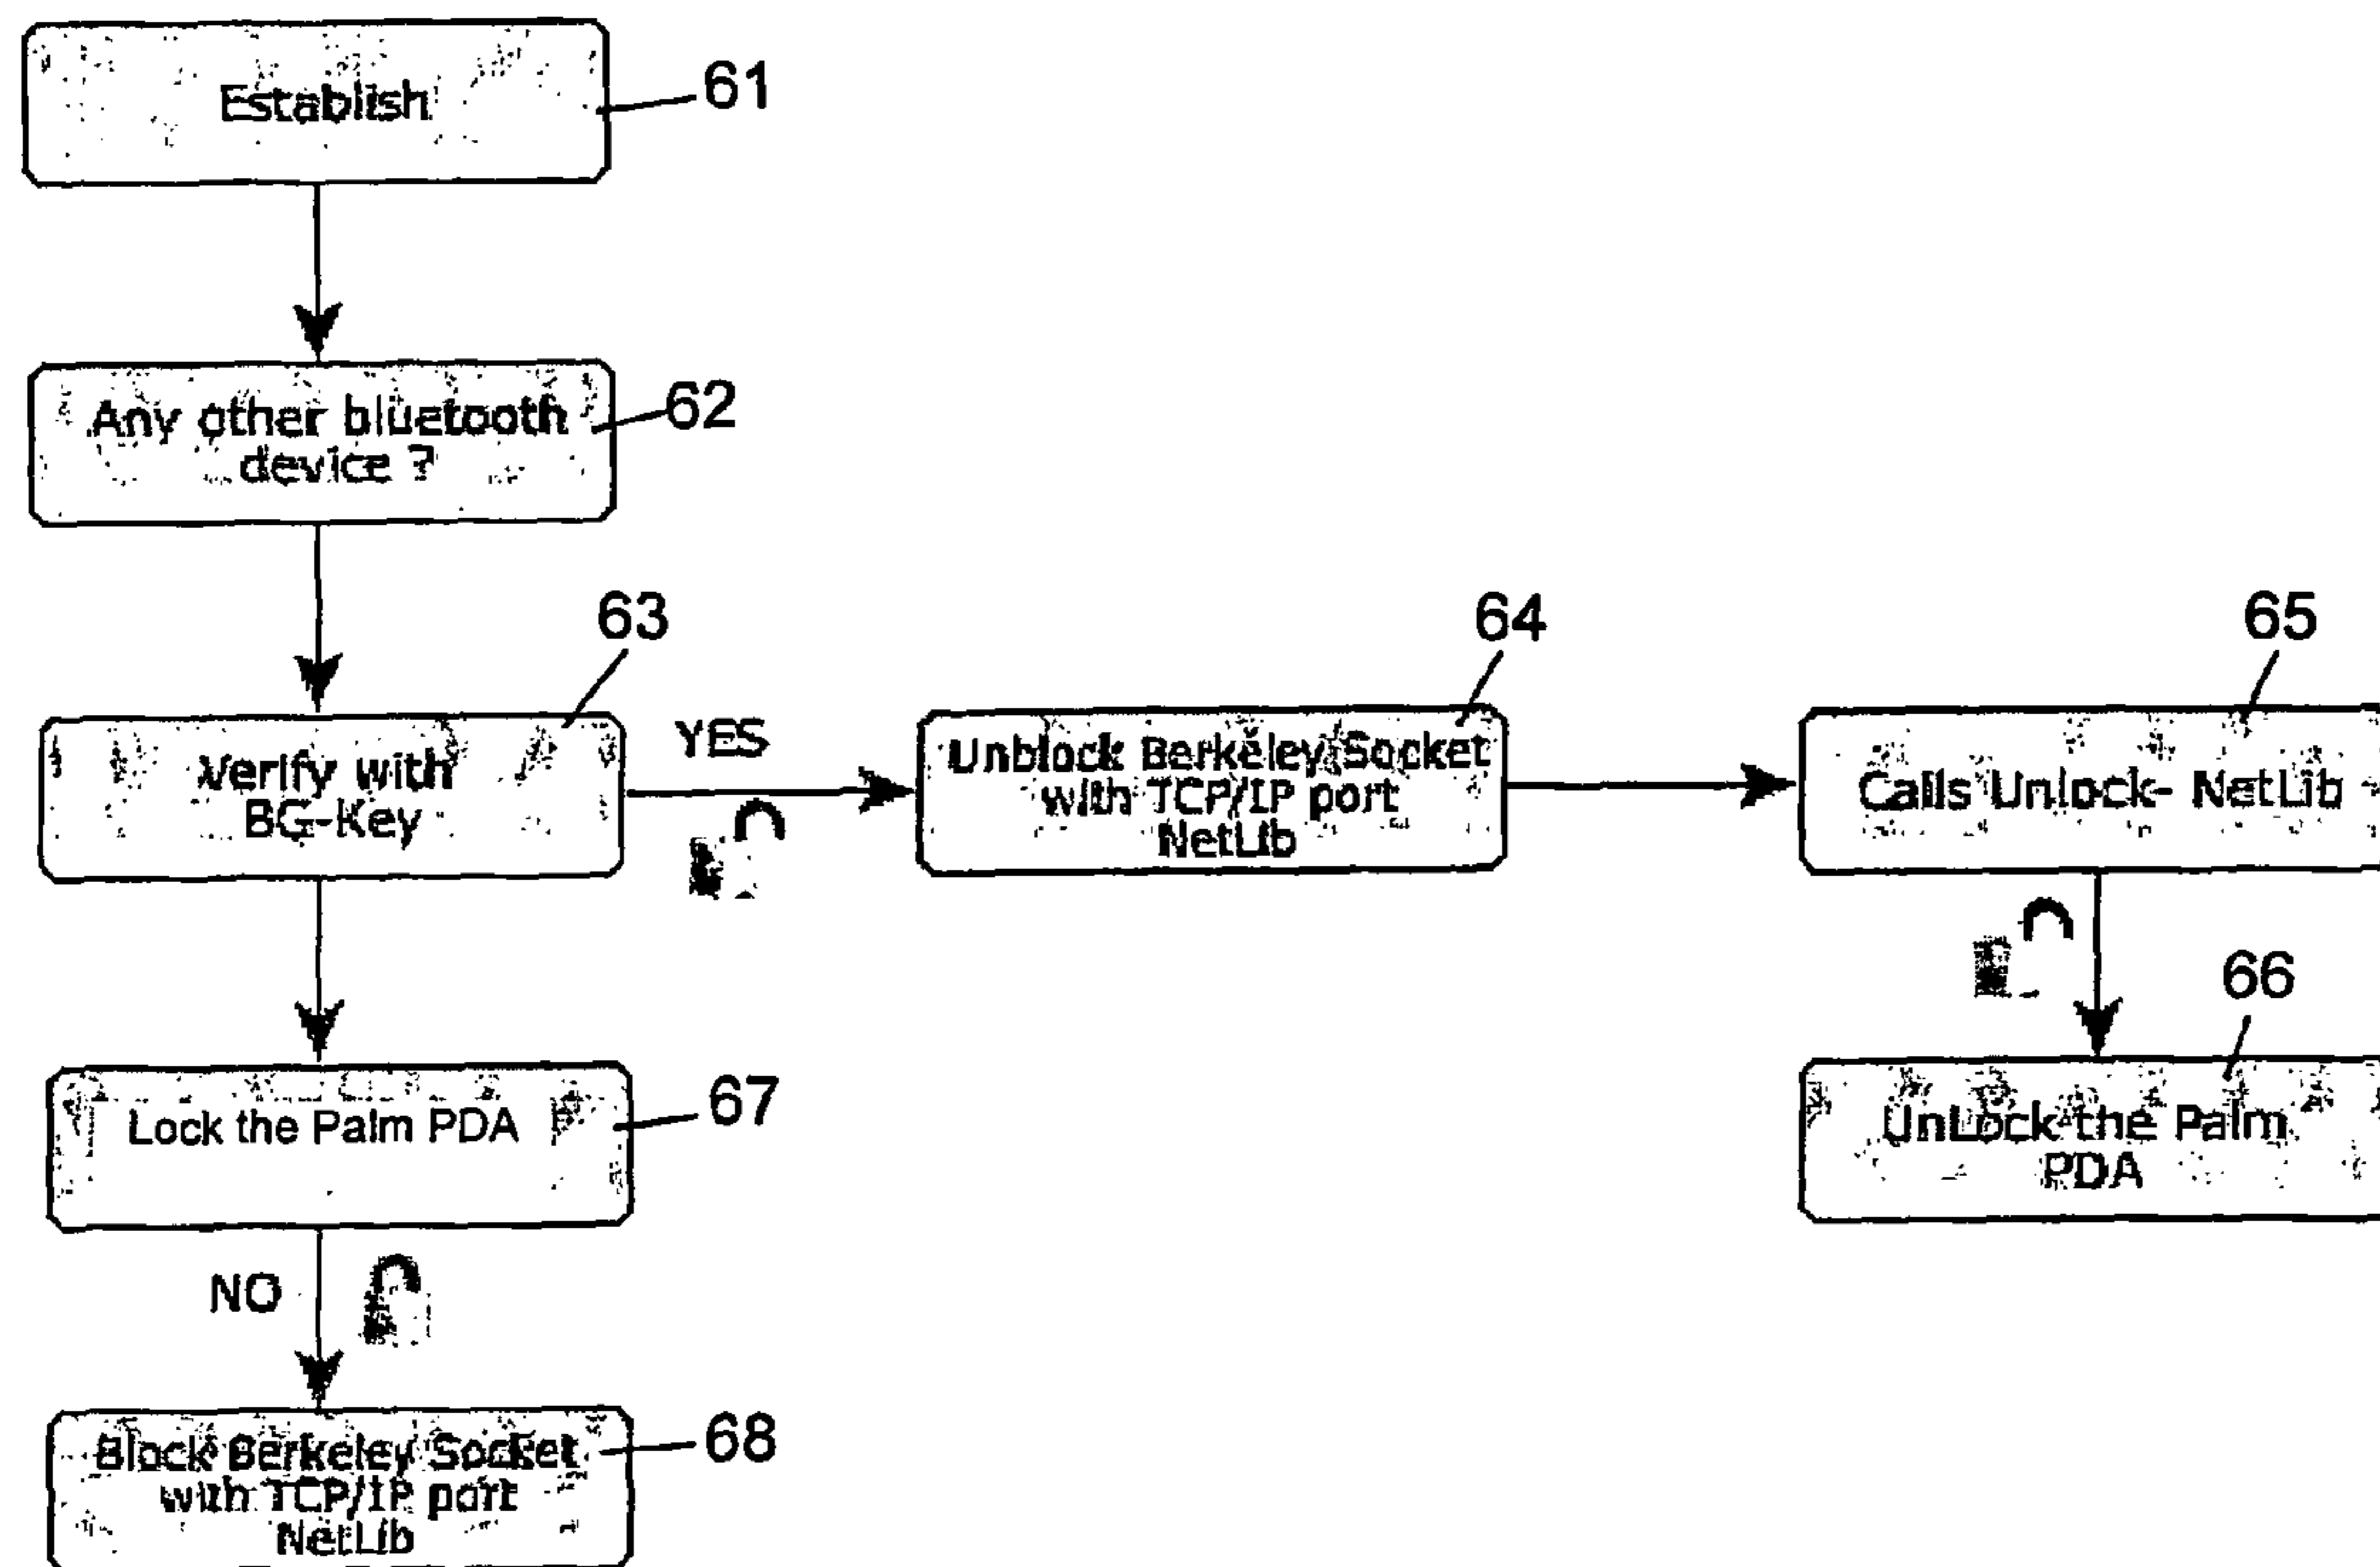 Establish
61
Any other bluetooth
device ?
62
63
Verify with
BG-Key
YES
64
Unblock Berkeley Socket
with TCP/IP port
NetLib
65
Calls Unlock- NetLib
66
UnLock the Palm
PDA
Lock the Palm PDA
67
NO
Block Berkeley Socket
with TCP/IP port
NetLib
68